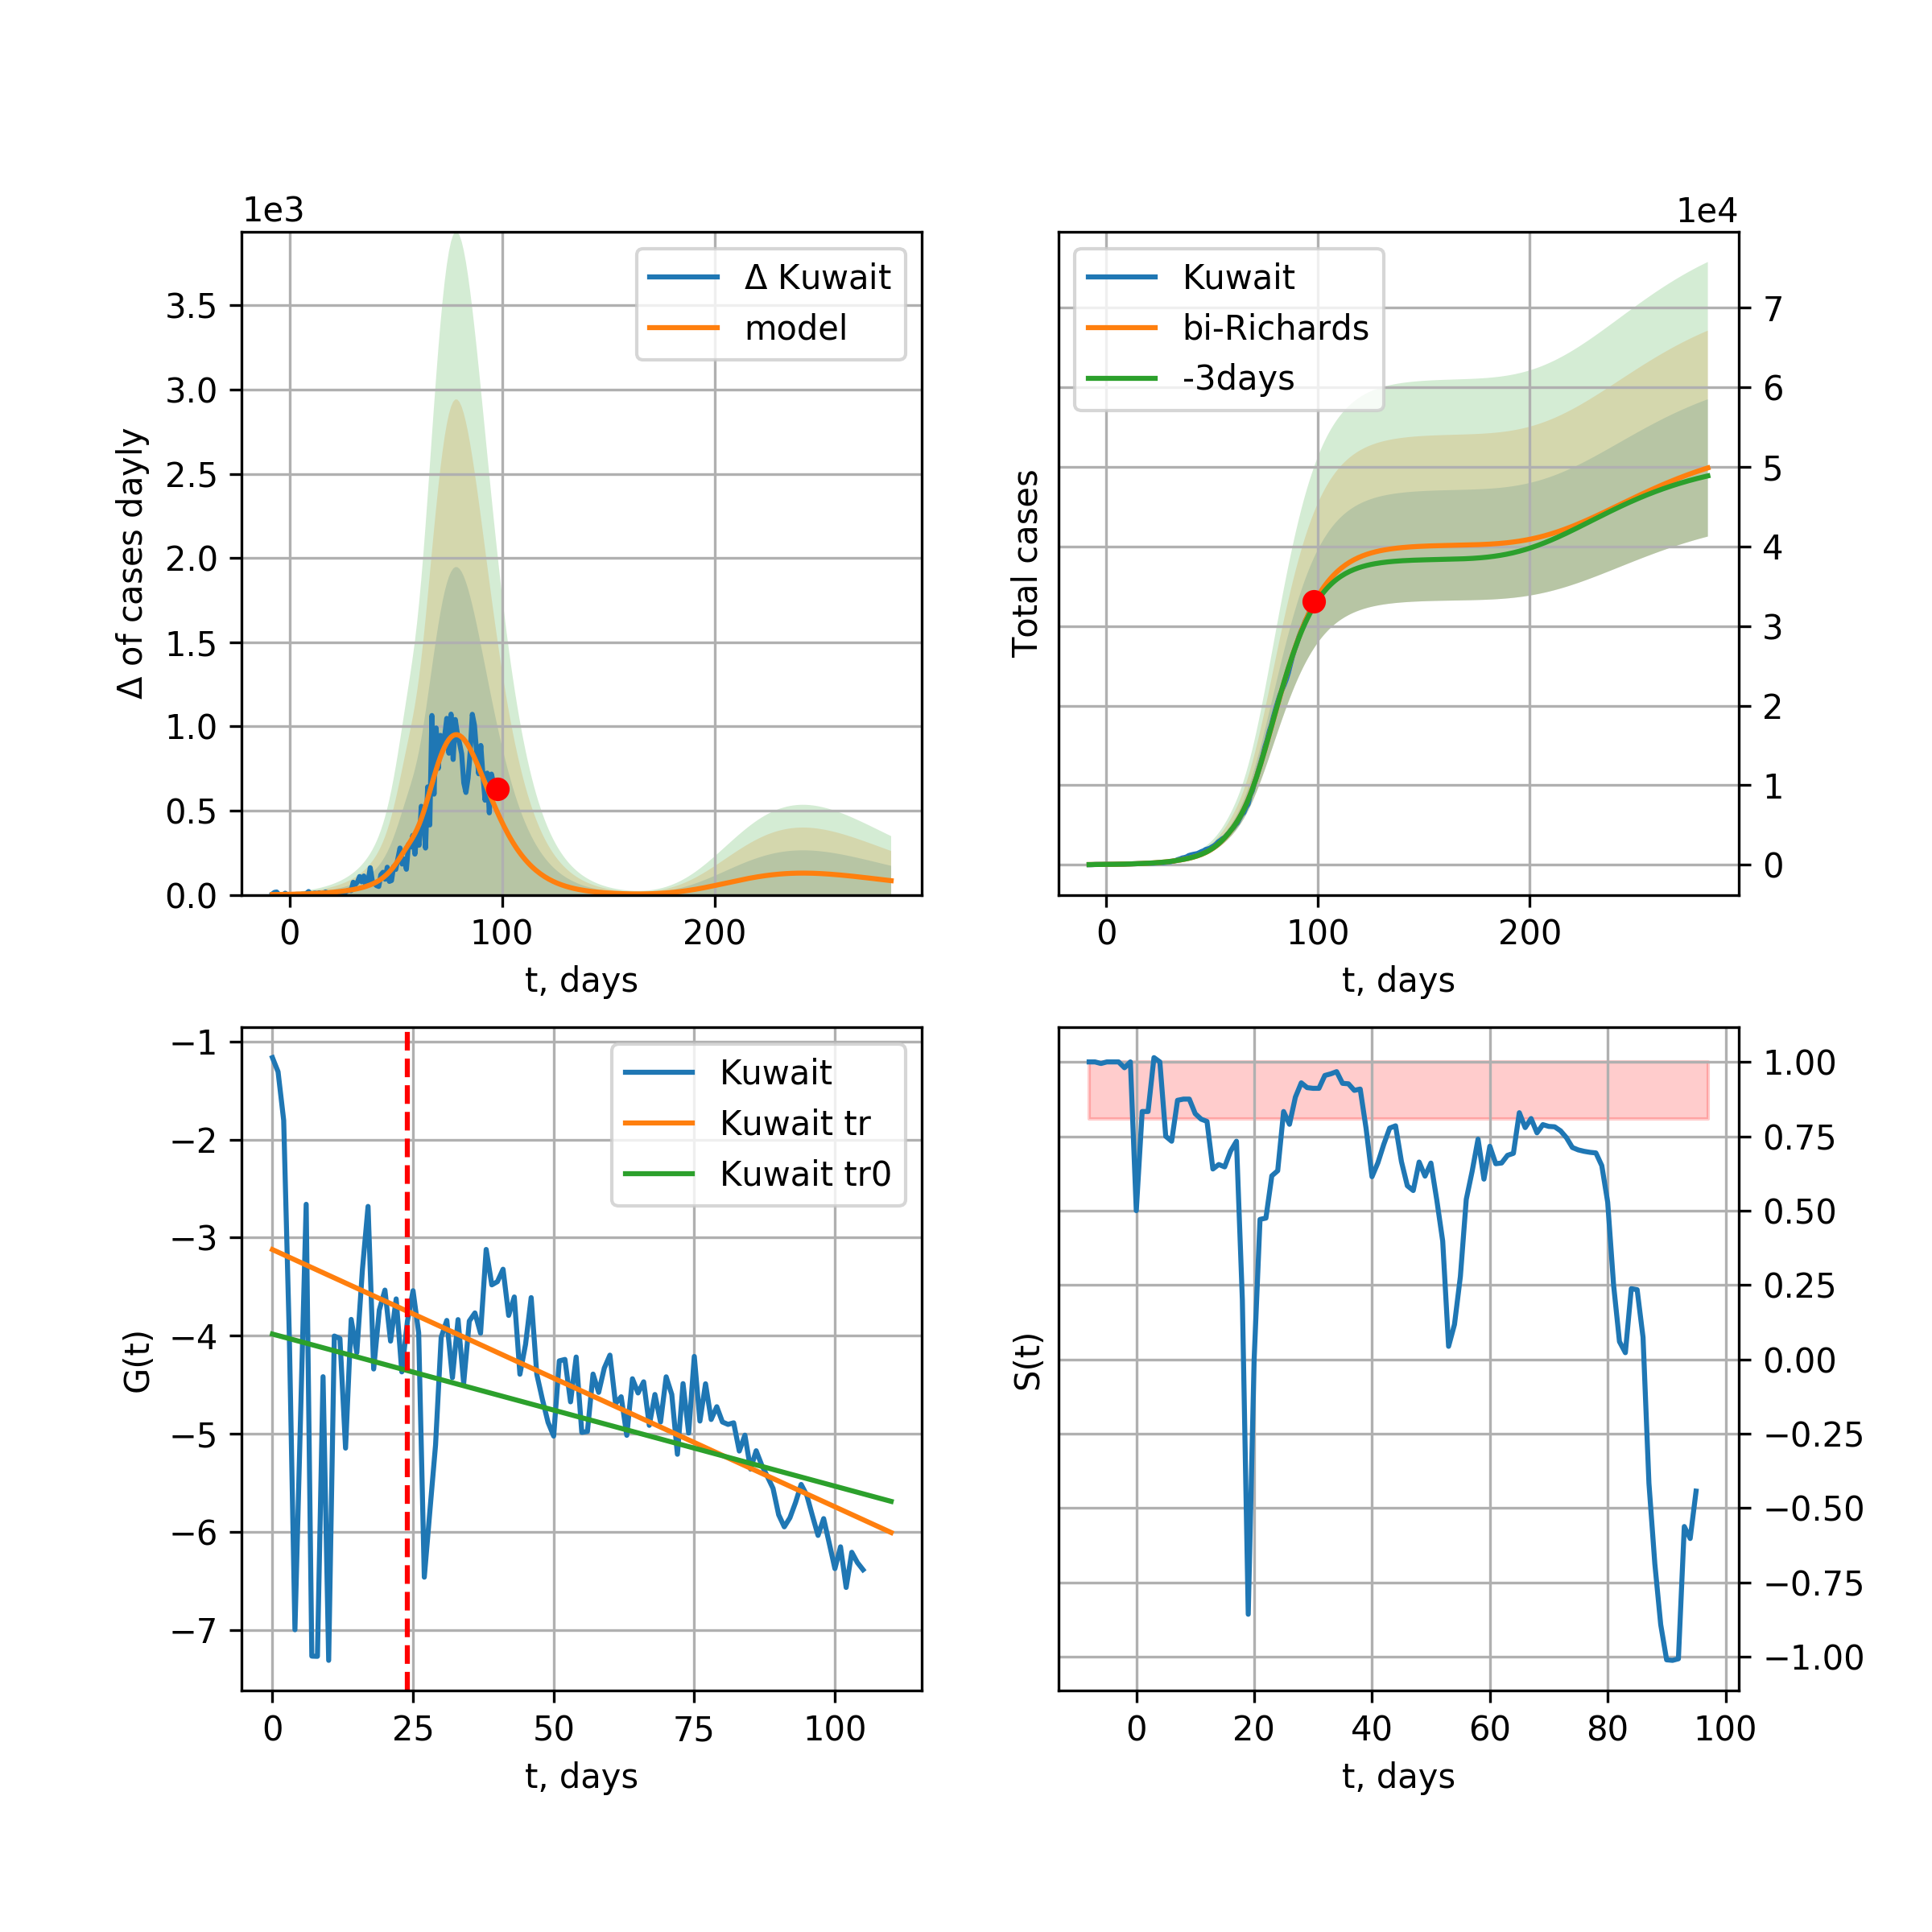 1e3
Δ of cases dayly
3.5
3.0
2.5
2.0
1.5
1.0
0.5
0.0
Δ Kuwait
model
0 100 200
t, days
1e4
Total cases
Kuwait
bi-Richards
-3days
7
6
5
4
3
2
1
0
0 100 200
t, days
G(t)
−1
−2
−3
−4
−5
−6
−7
Kuwait
Kuwait tr
Kuwait tr0
0 25 50 75 100
t, days
S(t)
1.00
0.75
0.50
0.25
0.00
−0.25
−0.50
−0.75
−1.00
0 20 40 60 80 100
t, days